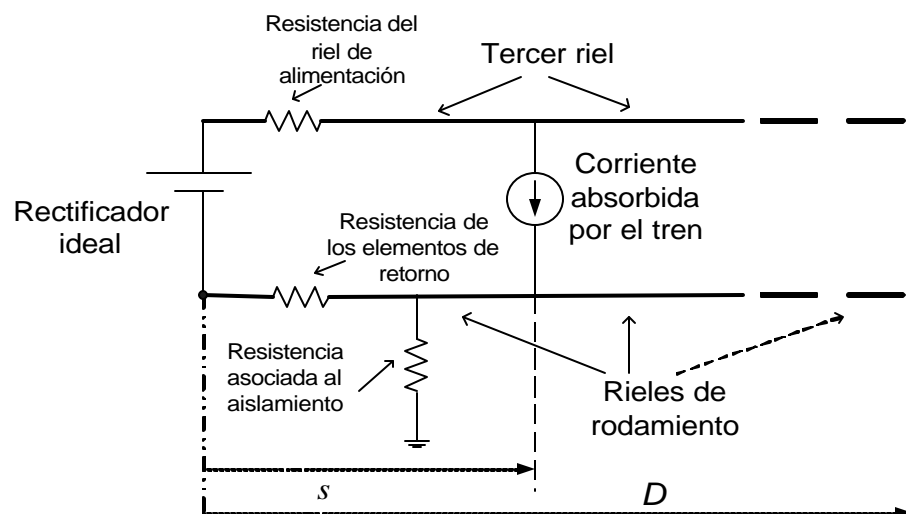 Resistencia del
riel de
alimentación
Tercer riel
Corriente
absorbida
por el tren
Rectificador
ideal
Resistencia de
los elementos de
retorno
Resistencia
asociada al
aislamiento
Rieles de
rodamiento
s
D